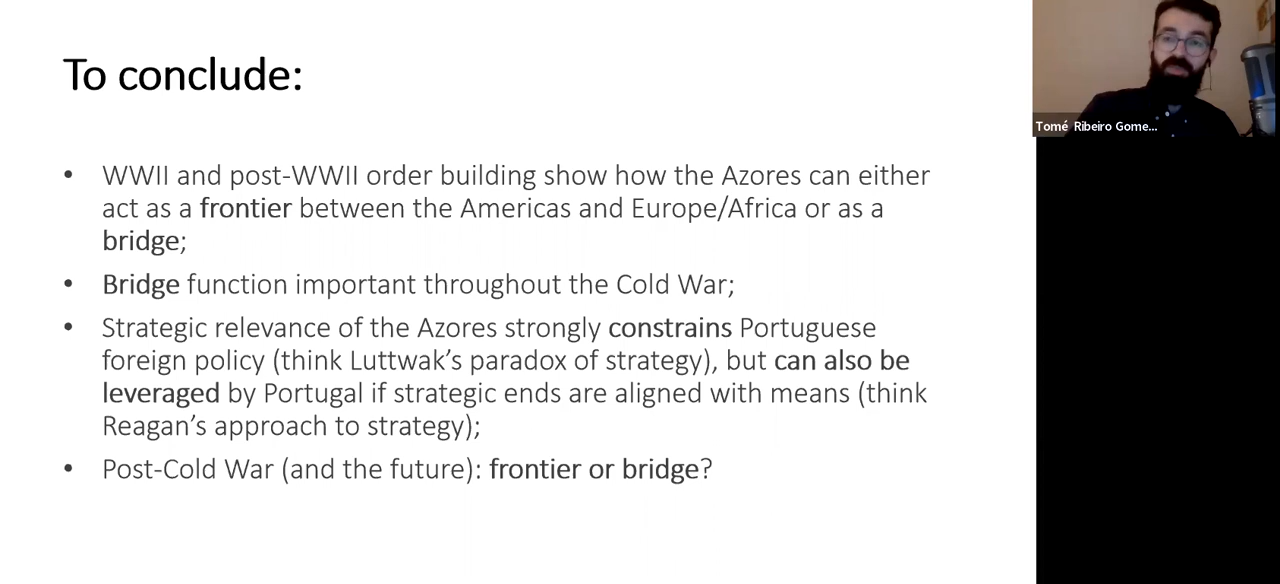 To conclude:
• WWII and post-WWII order building show how the Azores can either
act as a frontier between the Americas and Europe/Africa or as a
bridge;
• Bridge function important throughout the Cold War;
• Strategic relevance of the Azores strongly constrains Portuguese
foreign policy (think Luttwak’s paradox of strategy), but can also be
leveraged by Portugal if strategic ends are aligned with means (think
Reagan’s approach to strategy);
• Post-Cold War (and the future): frontier or bridge?
Tomé Ribeiro Gome...